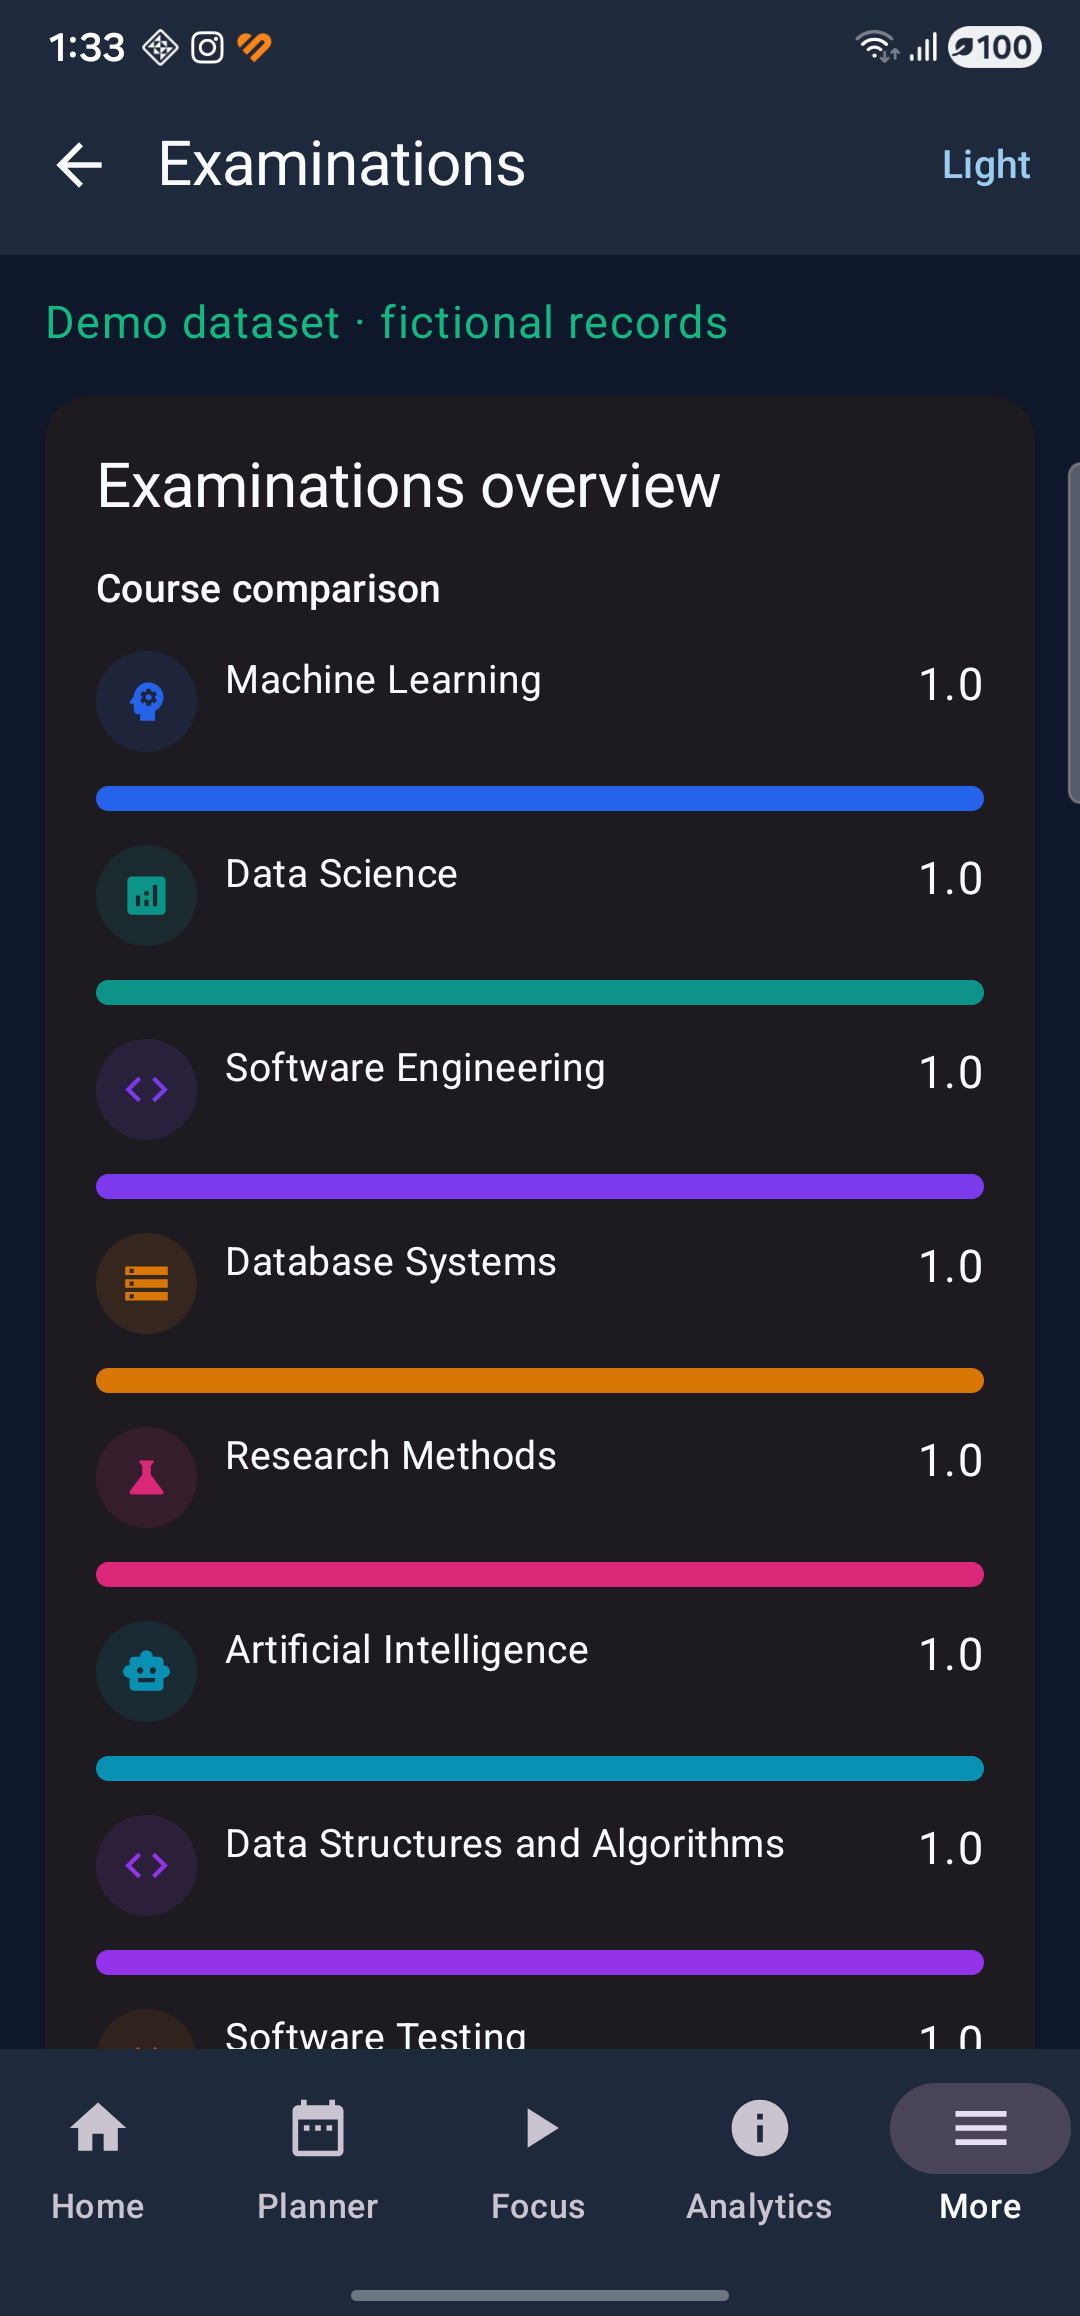 1:33
100
Examinations
Light
Demo dataset · fictional records
Examinations overview
Course comparison
Machine Learning 1.0
Data Science 1.0
Software Engineering 1.0
Database Systems 1.0
Research Methods 1.0
Artificial Intelligence 1.0
Data Structures and Algorithms 1.0
Software Testing 1.0
Home Planner Focus Analytics More